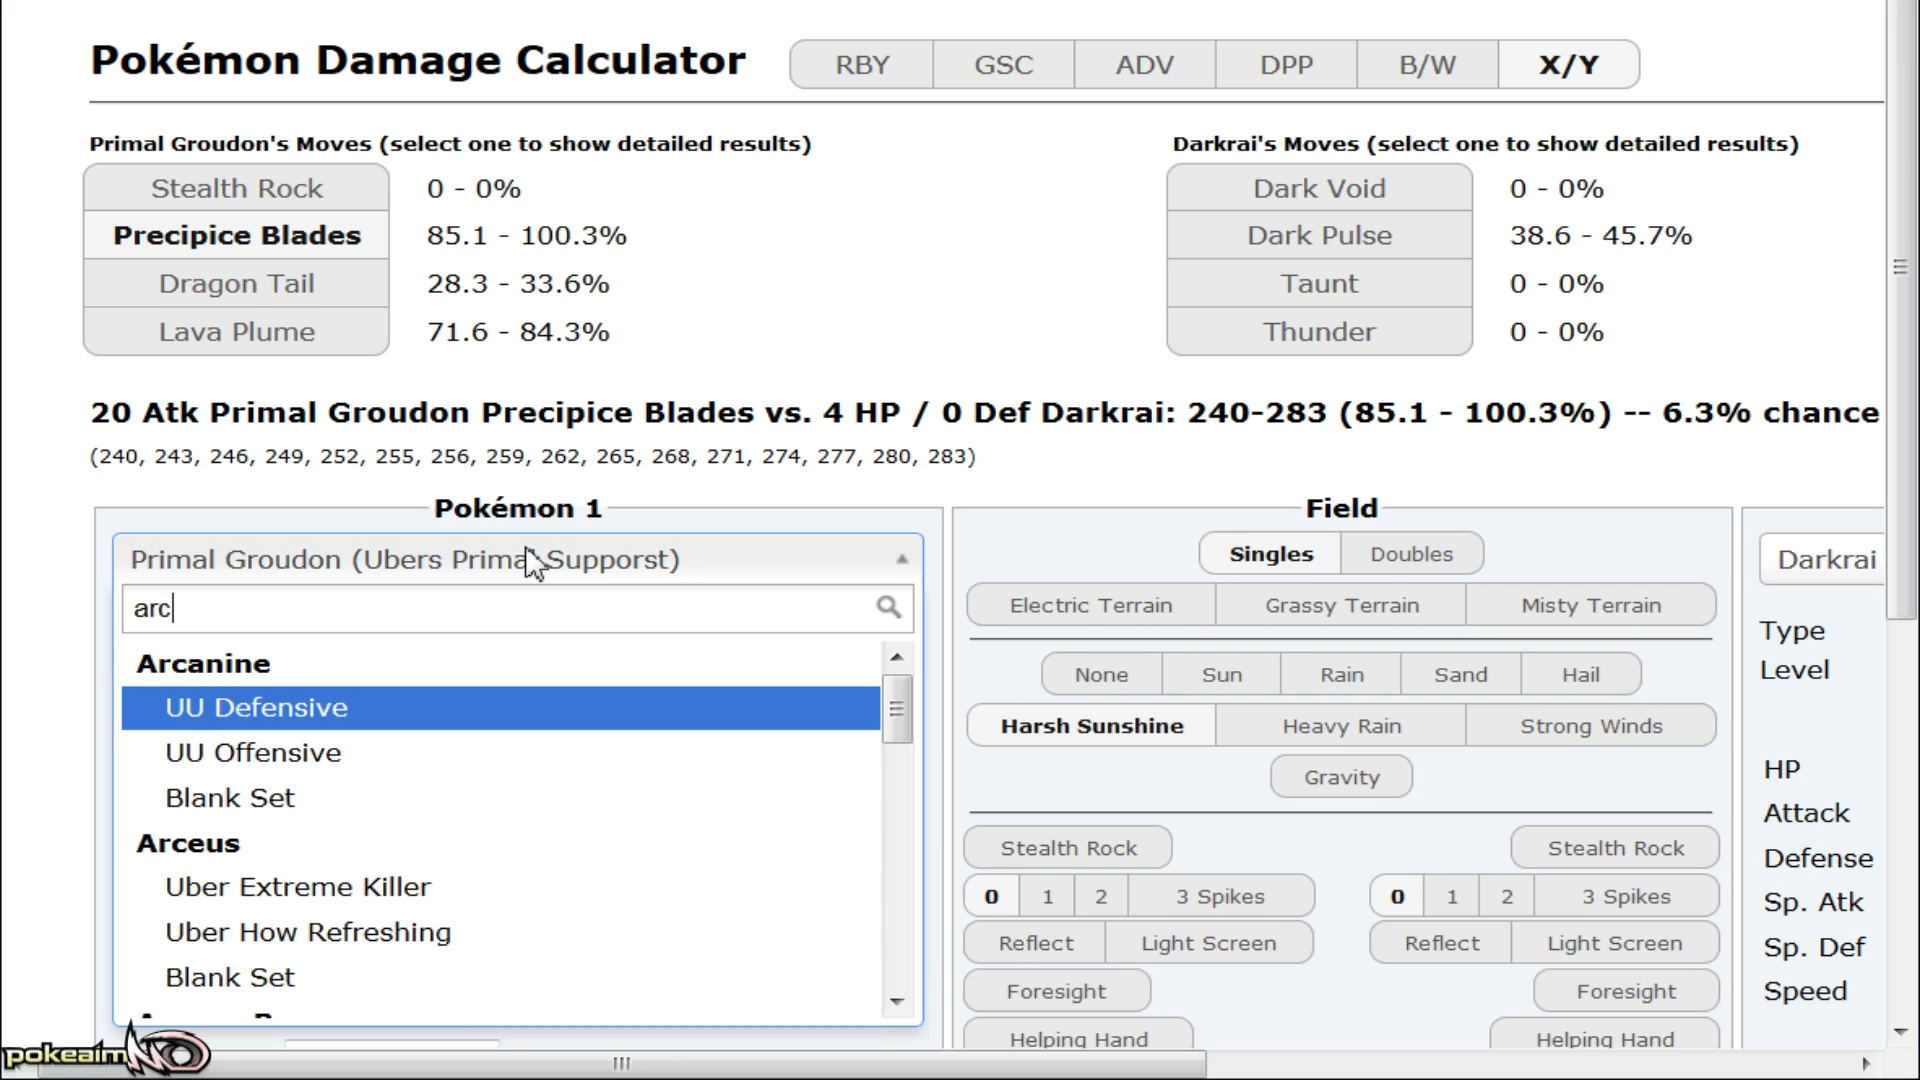 Pokémon Damage Calculator
RBY GSC ADV DPP B/W X/Y
Primal Groudon's Moves (select one to show detailed results)
Stealth Rock 0 - 0%
Precipice Blades 85.1 - 100.3%
Dragon Tail 28.3 - 33.6%
Lava Plume 71.6 - 84.3%
Darkrai's Moves (select one to show detailed results)
Dark Void 0 - 0%
Dark Pulse 38.6 - 45.7%
Taunt 0 - 0%
Thunder 0 - 0%
20 Atk Primal Groudon Precipice Blades vs. 4 HP / 0 Def Darkrai: 240-283 (85.1 - 100.3%) -- 6.3% chance
(240, 243, 246, 249, 252, 255, 256, 259, 262, 265, 268, 271, 274, 277, 280, 283)
Pokémon 1
Primal Groudon (Ubers Primal Supporst)
arc
Arcanine
UU Defensive
UU Offensive
Blank Set
Arceus
Uber Extreme Killer
Uber How Refreshing
Blank Set
Field
Singles Doubles
Electric Terrain Grassy Terrain Misty Terrain
None Sun Rain Sand Hail
Harsh Sunshine Heavy Rain Strong Winds
Gravity
Stealth Rock Stealth Rock
0 1 2 3 Spikes 0 1 2 3 Spikes
Reflect Light Screen Reflect Light Screen
Foresight Foresight
Helping Hand Helping Hand
Darkrai
Type
Level
HP
Attack
Defense
Sp. Atk
Sp. Def
Speed
pokeaim